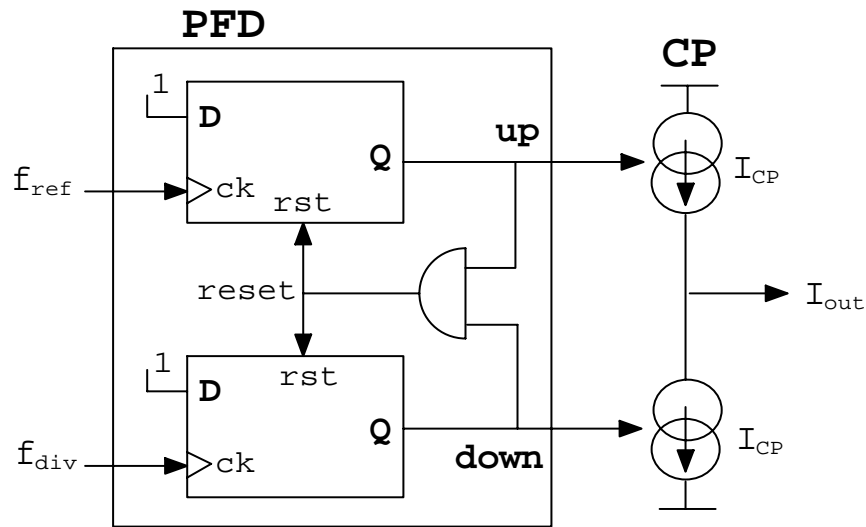 PFD
CP
1
D
Q
up
f_ref
ck
rst
I_CP
reset
I_out
1
D
rst
Q
f_div
ck
down
I_CP